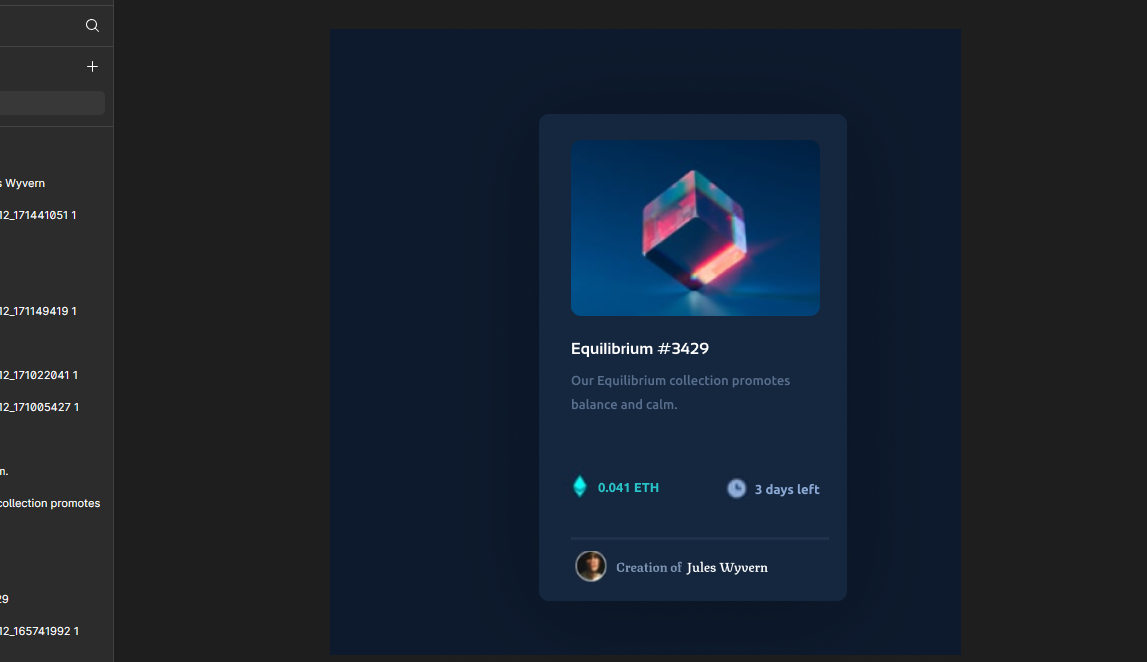 s Wyvern
12_171441051 1
12_171149419 1
12_171022041 1
12_171005427 1
m.
collection promotes
29
12_165741992 1
Equilibrium #3429
Our Equilibrium collection promotes
balance and calm.
0.041 ETH
3 days left
Creation of Jules Wyvern